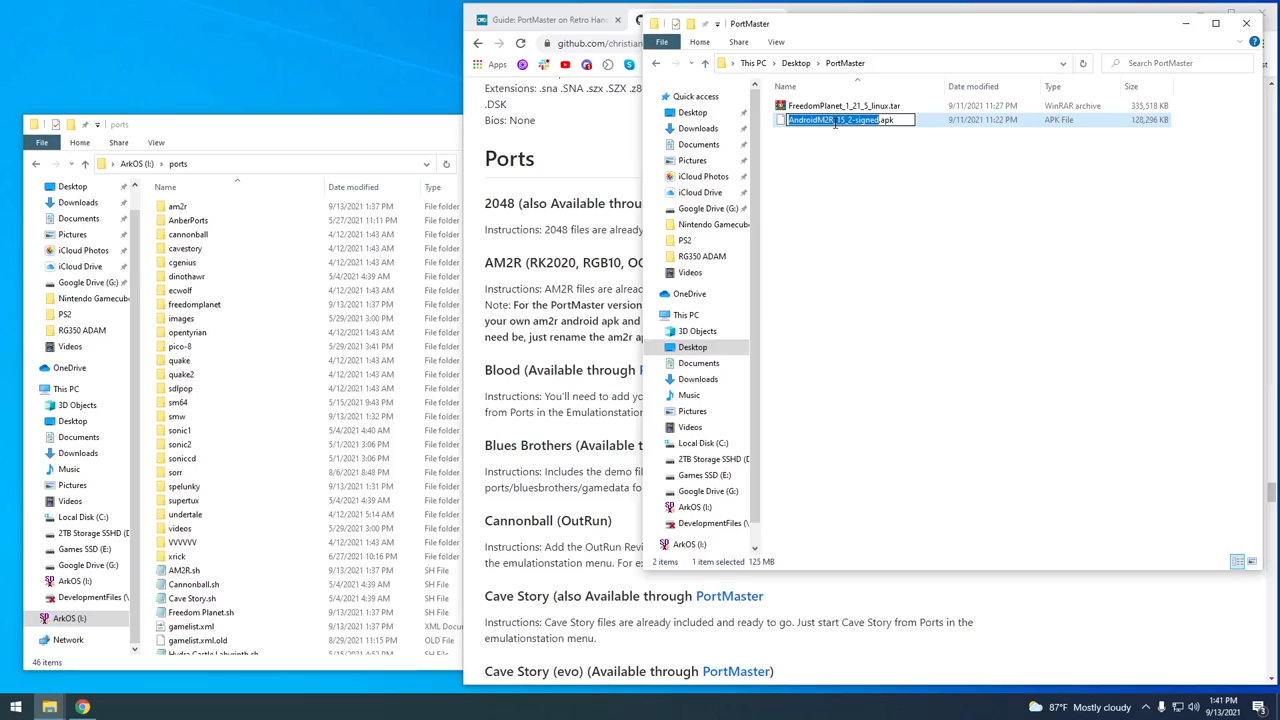 Guide: PortMaster on Retro Han
github.com/christian
Apps
Extensions: .sna .SNA .szx .SZX .z8
.DSK
Bios: None
Ports
2048 (also Available throu
Instructions: 2048 files are already
AM2R (RK2020, RGB10, OG
Instructions: AM2R files are already
Note: For the PortMaster version
your own am2r android apk and
need be, just rename the am2r ap
Blood (Available through
Instructions: You'll need to add yo
from Ports in the Emulationstation
Blues Brothers (Available t
Instructions: Includes the demo fil
ports/bluesbrothers/gamedata fo
Cannonball (OutRun)
Instructions: Add the OutRun Revi
the emulationstation menu. For ex
Cave Story (also Available through PortMaster
Instructions: Cave Story files are already included and ready to go. Just start Cave Story from Ports in the
emulationstation menu.
Cave Story (evo) (Available through PortMaster)
ports
File
Home
Share
View
ArkOS (I:)
ports
Name
Date modified
Type
Desktop
Downloads
Documents
Pictures
iCloud Photos
iCloud Drive
Google Drive (G:)
Nintendo Gamecube
PS2
RG350 ADAM
Videos
OneDrive
This PC
3D Objects
Desktop
Documents
Downloads
Music
Pictures
Videos
Local Disk (C:)
2TB Storage SSHD (D
Games SSD (E:)
Google Drive (G:)
ArkOS (I:)
DevelopmentFiles (\
ArkOS (I:)
Network
am2r 9/13/2021 1:37 PM File folder
AnberPorts 5/27/2021 11:11 PM File folder
cannonball 4/12/2021 1:43 AM File folder
cavestory 4/12/2021 1:43 AM File folder
cgenius 4/12/2021 1:43 AM File folder
dinothawr 5/4/2021 4:39 AM File folder
ecwolf 4/12/2021 1:43 AM File folder
freedomplanet 9/13/2021 1:37 PM File folder
images 5/29/2021 3:00 PM File folder
opentyrian 4/12/2021 1:43 AM File folder
pico-8 5/29/2021 3:41 PM File folder
quake 4/12/2021 1:43 AM File folder
quake2 4/12/2021 1:43 AM File folder
sdlpop 4/12/2021 1:43 AM File folder
sm64 5/15/2021 9:43 PM File folder
smw 9/13/2021 1:32 PM File folder
sonic1 5/4/2021 4:40 AM File folder
sonic2 5/1/2021 3:06 PM File folder
soniccd 5/1/2021 3:06 PM File folder
sorr 8/6/2021 8:48 PM File folder
spelunky 9/13/2021 1:31 PM File folder
supertux 5/4/2021 4:39 AM File folder
undertale 4/12/2021 5:14 AM File folder
videos 5/29/2021 3:00 PM File folder
VVVVVV 4/12/2021 1:43 AM File folder
xrick 6/27/2021 10:16 PM File folder
AM2R.sh 9/13/2021 1:37 PM SH File
Cannonball.sh 5/4/2021 4:39 AM SH File
Cave Story.sh 5/4/2021 4:39 AM SH File
Freedom Planet.sh 9/13/2021 1:37 PM SH File
gamelist.xml 9/13/2021 1:37 PM XML Docum
gamelist.xml.old 8/29/2021 11:15 PM OLD File
Hydra Castle Labyrinth.sh 5/15/2021 4:52 PM SH File
46 items
PortMaster
File
Home
Share
View
This PC
Desktop
PortMaster
Search PortMaster
Name
Date modified
Type
Size
FreedomPlanet_1_21_5_linux.tar 9/11/2021 11:27 PM WinRAR archive 335,518 KB
AndroidM2R_15_2-signed.apk 9/11/2021 11:22 PM APK File 128,296 KB
Quick access
Desktop
Downloads
Documents
Pictures
iCloud Photos
iCloud Drive
Google Drive (G:)
Nintendo Gamecub
PS2
RG350 ADAM
Videos
OneDrive
This PC
3D Objects
Desktop
Documents
Downloads
Music
Pictures
Videos
Local Disk (C:)
2TB Storage SSHD (D
Games SSD (E:)
Google Drive (G:)
ArkOS (I:)
DevelopmentFiles (\
ArkOS (I:)
2 items
1 item selected 125 MB
87°F Mostly cloudy
1:41 PM
9/13/2021
3